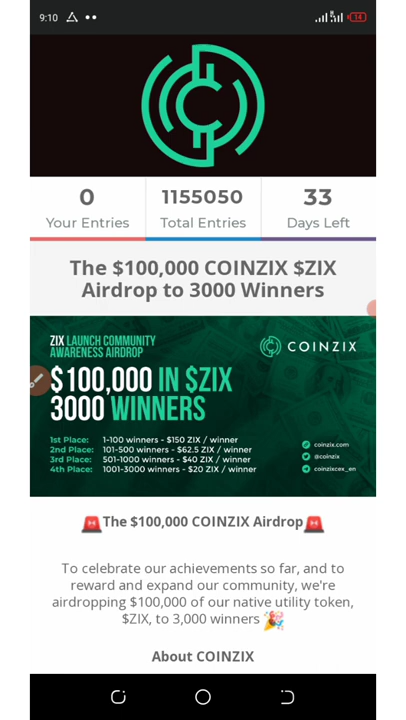 9:10
14
0
1155050
33
Your Entries
Total Entries
Days Left
The $100,000 COINZIX $ZIX
Airdrop to 3000 Winners
ZIX LAUNCH COMMUNITY
AWARENESS AIRDROP
$100,000 IN $ZIX
3000 WINNERS
1st Place: 1-100 winners - $150 ZIX / winner
2nd Place: 101-500 winners - $62.5 ZIX / winner
3rd Place: 501-1000 winners - $40 ZIX / winner
4th Place: 1001-3000 winners - $20 ZIX / winner
COINZIX
coinzix.com
@coinzix
coinzixcex_en
🚨The $100,000 COINZIX Airdrop🚨
To celebrate our achievements so far, and to
reward and expand our community, we're
airdropping $100,000 of our native utility token,
$ZIX, to 3,000 winners 🎉
About COINZIX